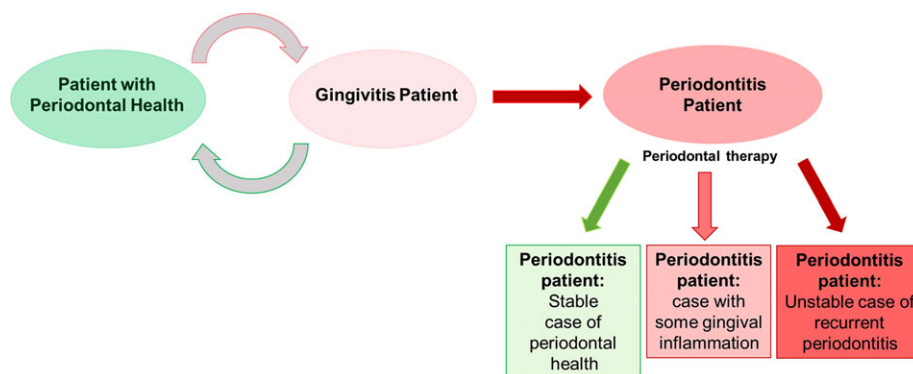 Patient with
Periodontal Health
Gingivitis Patient
Periodontitis
Patient
Periodontal therapy
Periodontitis
patient:
Stable
case of
periodontal
health
Periodontitis
patient:
case with
some gingival
inflammation
Periodontitis
patient:
Unstable case of
recurrent
periodontitis